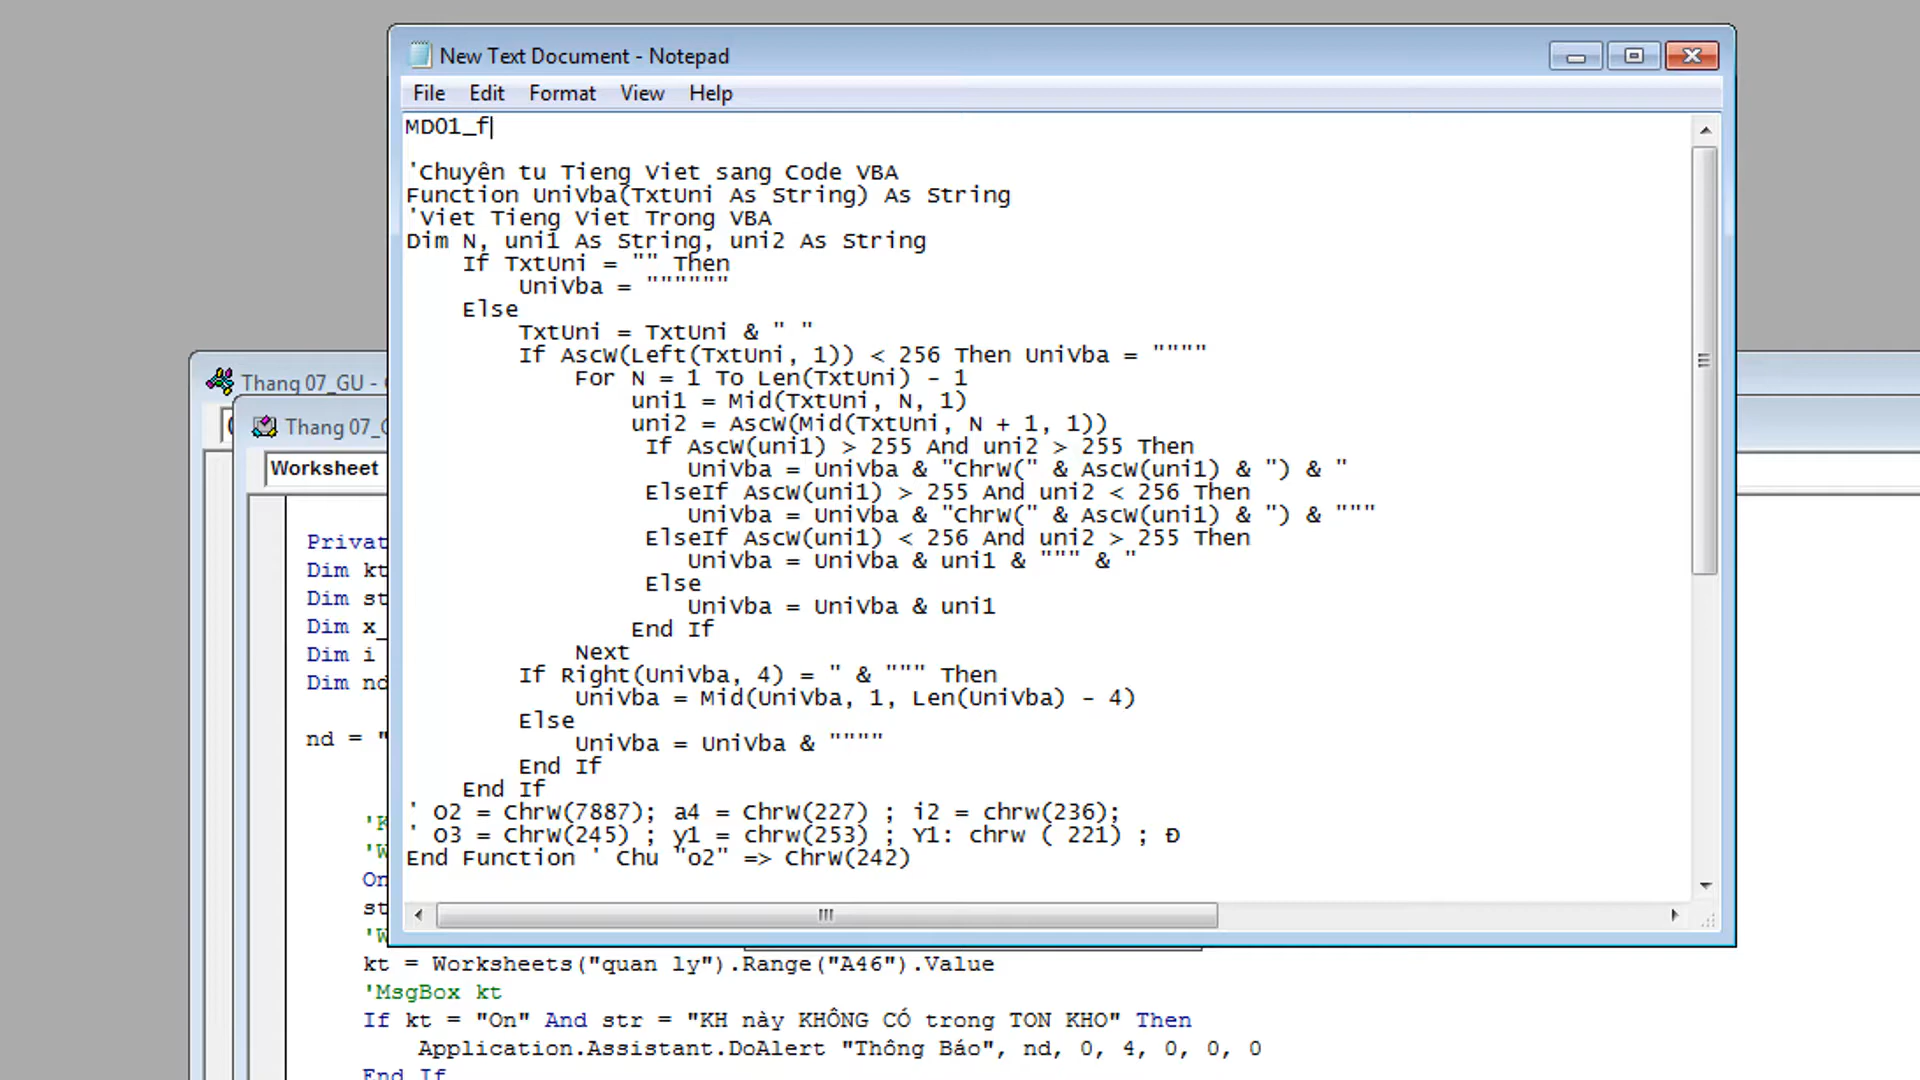 New Text Document - Notepad
File Edit Format View Help
MD01_f
'Chuyên tu Tieng Viet sang Code VBA
Function UniVba(TxtUni As String) As String
'Viet Tieng Viet Trong VBA
Dim N, uni1 As String, uni2 As String
If TxtUni = "" Then
UniVba = """"""
Else
TxtUni = TxtUni & " "
If AscW(Left(TxtUni, 1)) < 256 Then UniVba = """"
For N = 1 To Len(TxtUni) - 1
uni1 = Mid(TxtUni, N, 1)
uni2 = AscW(Mid(TxtUni, N + 1, 1))
If AscW(uni1) > 255 And uni2 > 255 Then
UniVba = UniVba & "ChrW(" & AscW(uni1) & ") & "
ElseIf AscW(uni1) > 255 And uni2 < 256 Then
UniVba = UniVba & "ChrW(" & AscW(uni1) & ") & """
ElseIf AscW(uni1) < 256 And uni2 > 255 Then
UniVba = UniVba & uni1 & """ & "
Else
UniVba = UniVba & uni1
End If
Next
If Right(UniVba, 4) = " & """ Then
UniVba = Mid(UniVba, 1, Len(UniVba) - 4)
Else
UniVba = UniVba & """"
End If
End If
' O2 = ChrW(7887); a4 = ChrW(227) ; i2 = chrw(236);
' O3 = ChrW(245) ; y1 = chrw(253) ; Y1: chrw ( 221) ; Đ
End Function ' Chu "o2" => ChrW(242)
Thang 07_GU -
Thang 07_
Worksheet
Privat
Dim kt
Dim st
Dim x_
Dim i
Dim nd
nd = "
'K
'W
On
st
'W
kt = Worksheets("quan ly").Range("A46").Value
'MsgBox kt
If kt = "On" And str = "KH này KHÔNG CÓ trong TON KHO" Then
Application.Assistant.DoAlert "Thông Báo", nd, 0, 4, 0, 0, 0
End If